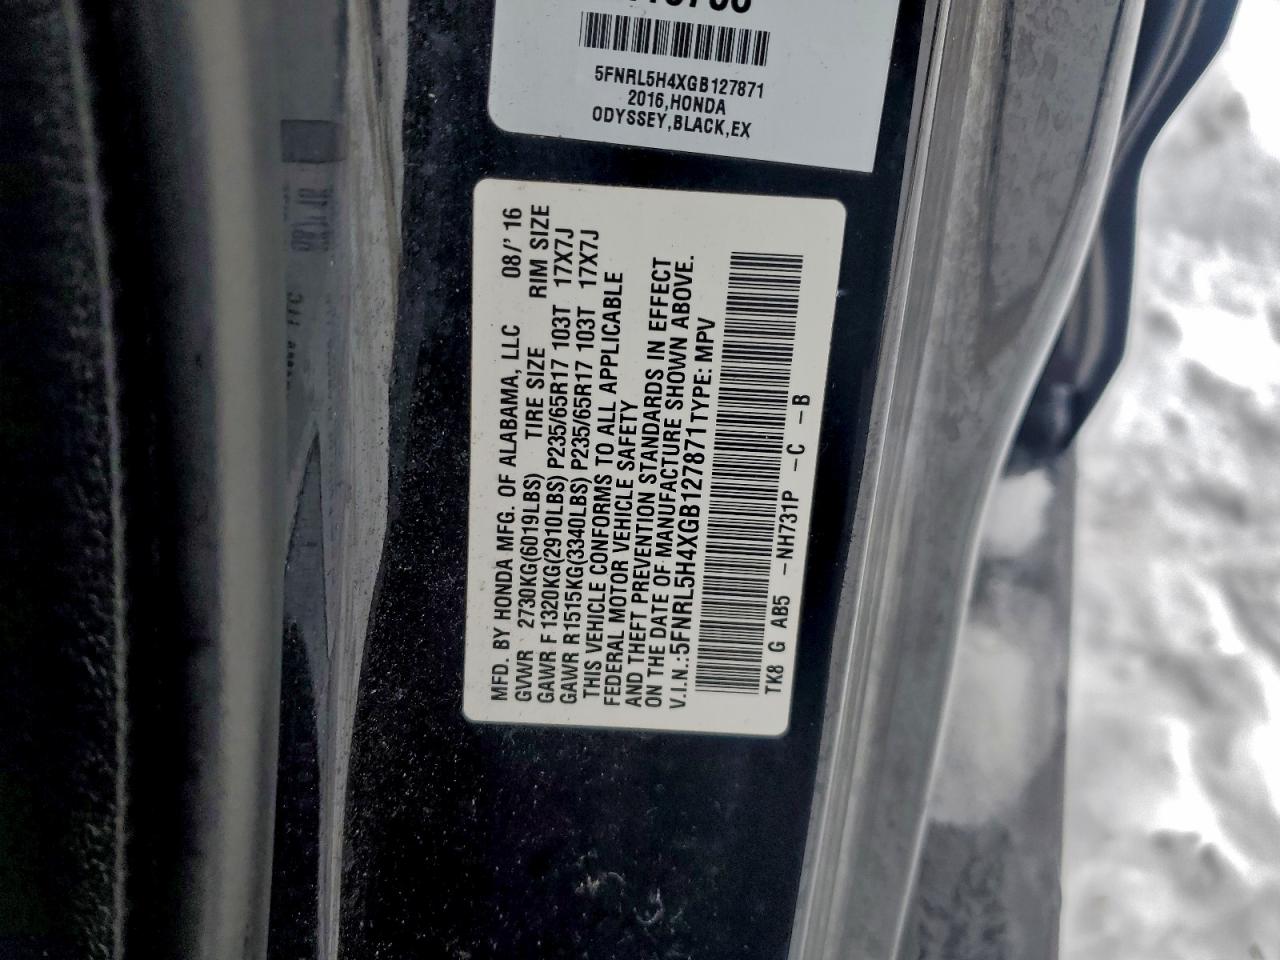 5FNRL5H4XGB127871
2016,HONDA
ODYSSEY,BLACK,EX
MFD. BY HONDA MFG. OF ALABAMA, LLC 08/' 16
GVWR 2730KG(6019LBS) TIRE SIZE RIM SIZE
GAWR F 1320KG(2910LBS) P235/65R17 103T 17X7J
GAWR R1515KG(3340LBS) P235/65R17 103T 17X7J
THIS VEHICLE CONFORMS TO ALL APPLICABLE
FEDERAL MOTOR VEHICLE SAFETY
AND THEFT PREVENTION STANDARDS IN EFFECT
ON THE DATE OF MANUFACTURE SHOWN ABOVE.
V.I.N.:5FNRL5H4XGB127871TYPE: MPV
TK8 G AB5 -NH731P -C -B